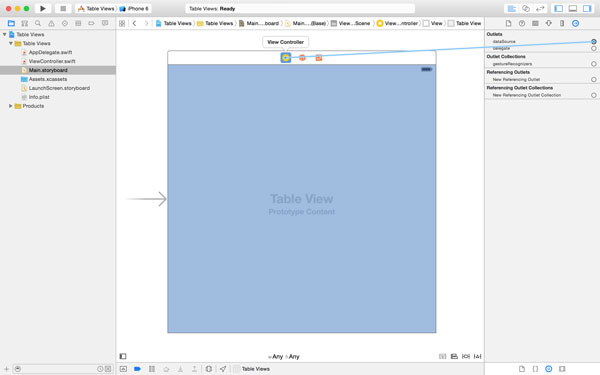 Table Views
iPhone 6
Table Views: Ready
Table Views
Table Views
Main....board
Main....(Base)
View...Scene
View...ntroller
View
Table View
Table Views
Table Views
AppDelegate.swift
ViewController.swift
Main.storyboard
Assets.xcassets
LaunchScreen.storyboard
Info.plist
Products
View Controller
Table View
Prototype Content
wAny hAny
Table Views
Outlets
dataSource
delegate
Outlet Collections
gestureRecognizers
Referencing Outlets
New Referencing Outlet
Referencing Outlet Collections
New Referencing Outlet Collection